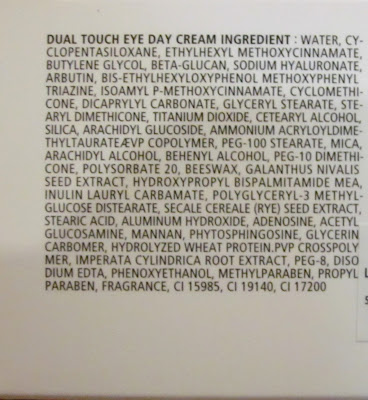 DUAL TOUCH EYE DAY CREAM INGREDIENT : WATER, CY-
CLOPENTASILOXANE, ETHYLHEXYL METHOXYCINNAMATE,
BUTYLENE GLYCOL, BETA-GLUCAN, SODIUM HYALURONATE,
ARBUTIN, BIS-ETHYLHEXYLOXYPHENOL METHOXYPHENYL
TRIAZINE, ISOAMYL P-METHOXYCINNAMATE, CYCLOMETHI-
CONE, DICAPRYLYL CARBONATE, GLYCERYL STEARATE, STE-
ARYL DIMETHICONE, TITANIUM DIOXIDE, CETEARYL ALCOHOL,
SILICA, ARACHIDYL GLUCOSIDE, AMMONIUM ACRYLOYLDIME-
THYLTAURATEÆVP COPOLYMER, PEG-100 STEARATE, MICA,
ARACHIDYL ALCOHOL, BEHENYL ALCOHOL, PEG-10 DIMETHI-
CONE, POLYSORBATE 20, BEESWAX, GALANTHUS NIVALIS
SEED EXTRACT, HYDROXYPROPYL BISPALMITAMIDE MEA,
INULIN LAURYL CARBAMATE, POLYGLYCERYL-3 METHYL-
GLUCOSE DISTEARATE, SECALE CEREALE (RYE) SEED EXTRACT,
STEARIC ACID, ALUMINUM HYDROXIDE, ADENOSINE, ACETYL
GLUCOSAMINE, MANNAN, PHYTOSPHINGOSINE, GLYCERIN
CARBOMER, HYDROLYZED WHEAT PROTEIN.PVP CROSSPOLY
MER, IMPERATA CYLINDRICA ROOT EXTRACT, PEG-8, DISO
DIUM EDTA, PHENOXYETHANOL, METHYLPARABEN, PROPYL
PARABEN, FRAGRANCE, CI 15985, CI 19140, CI 17200